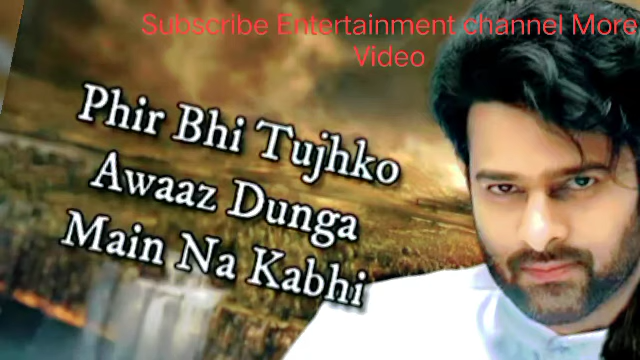 Subscribe Entertainment channel More
Video
Phir Bhi Tujhko
Awaaz Dunga
Main Na Kabhi